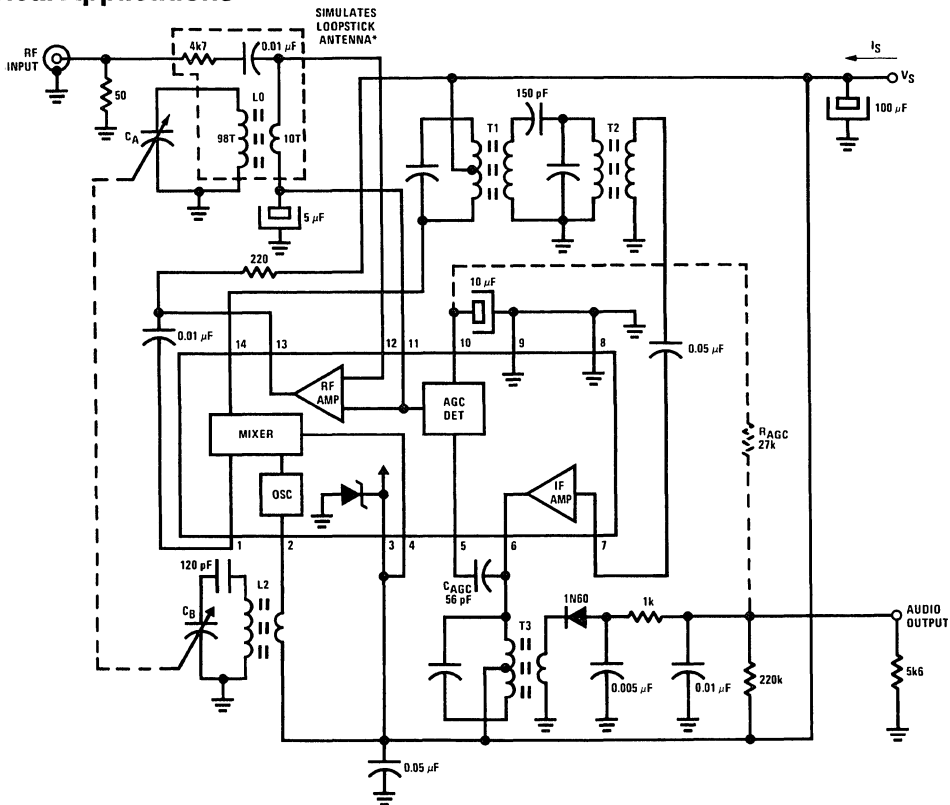 SIMULATES
LOOPSTICK
ANTENNA*
RF
INPUT
4k7
0.01 μF
IS
VS
50
L0
98T
10T
CA
150 pF
T1
T2
100 μF
5 μF
220
10 μF
0.01 μF
14
13
12
11
10
9
8
0.05 μF
RF
AMP
AGC
DET
MIXER
RAGC
27k
OSC
IF
AMP
1
2
3
4
5
6
7
120 pF
L2
CAGC
56 pF
1N60
1k
AUDIO
OUTPUT
CB
T3
0.005 μF
0.01 μF
220k
5k6
0.05 μF